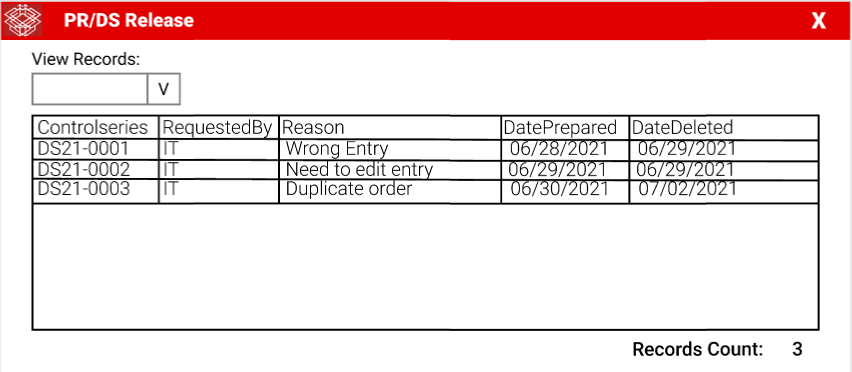 PR/DS Release X
View Records:
V
Controlseries RequestedBy Reason DatePrepared DateDeleted
DS21-0001 IT Wrong Entry 06/28/2021 06/29/2021
DS21-0002 IT Need to edit entry 06/29/2021 06/29/2021
DS21-0003 IT Duplicate order 06/30/2021 07/02/2021
Records Count: 3